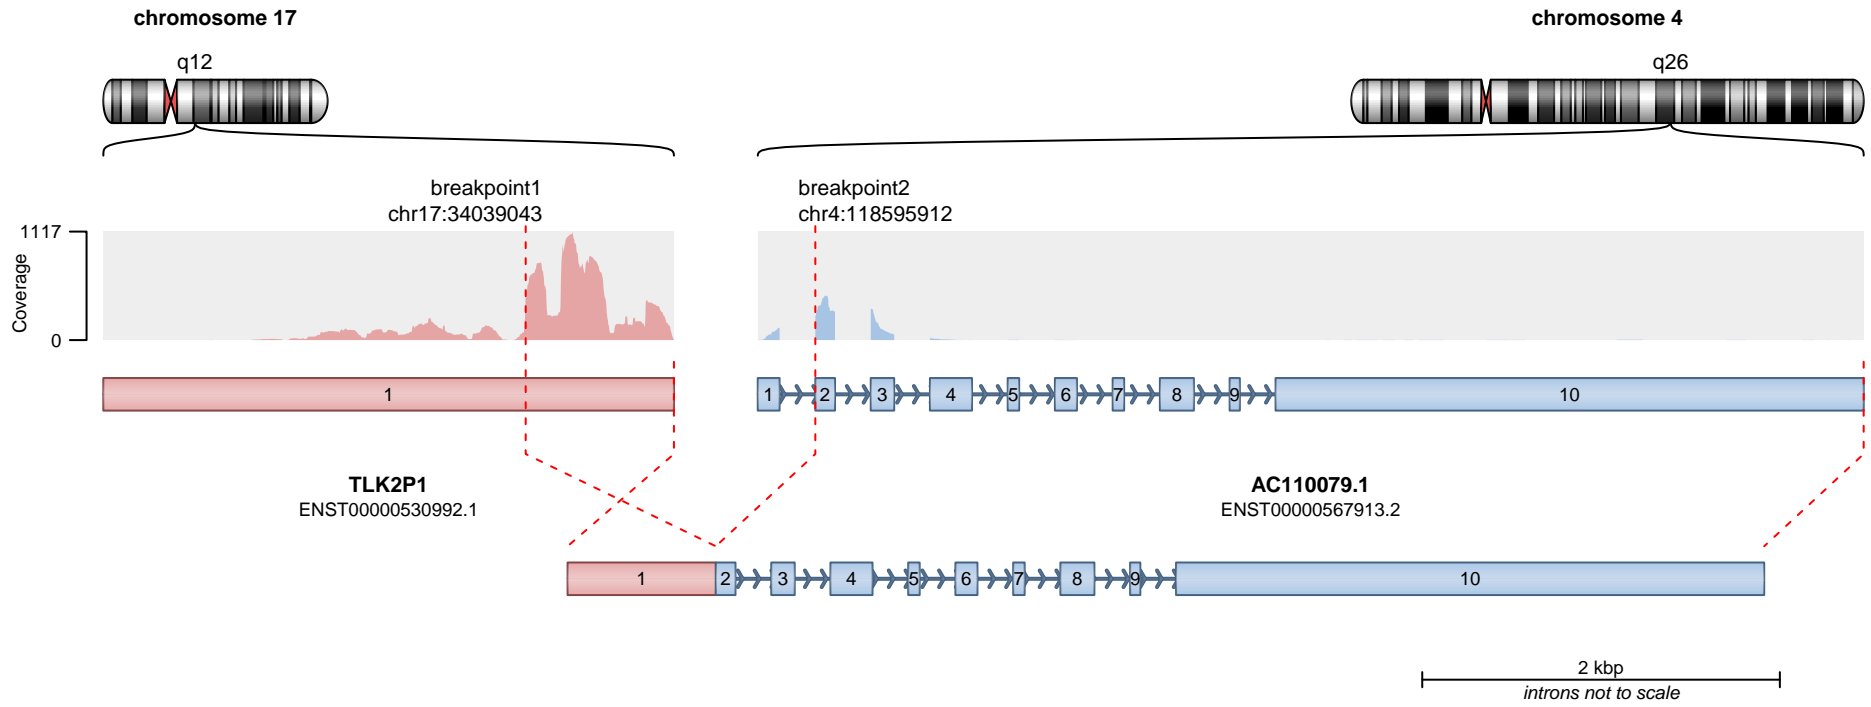 chromosome 17
chromosome 4
q12
q26
breakpoint1
chr17:34039043
breakpoint2
chr4:118595912
1117
Coverage
0
1
1 2 3 4 5 6 7 8 9 10
TLK2P1
ENST00000530992.1
AC110079.1
ENST00000567913.2
1 2 3 4 5 6 7 8 9 10
2 kbp
introns not to scale